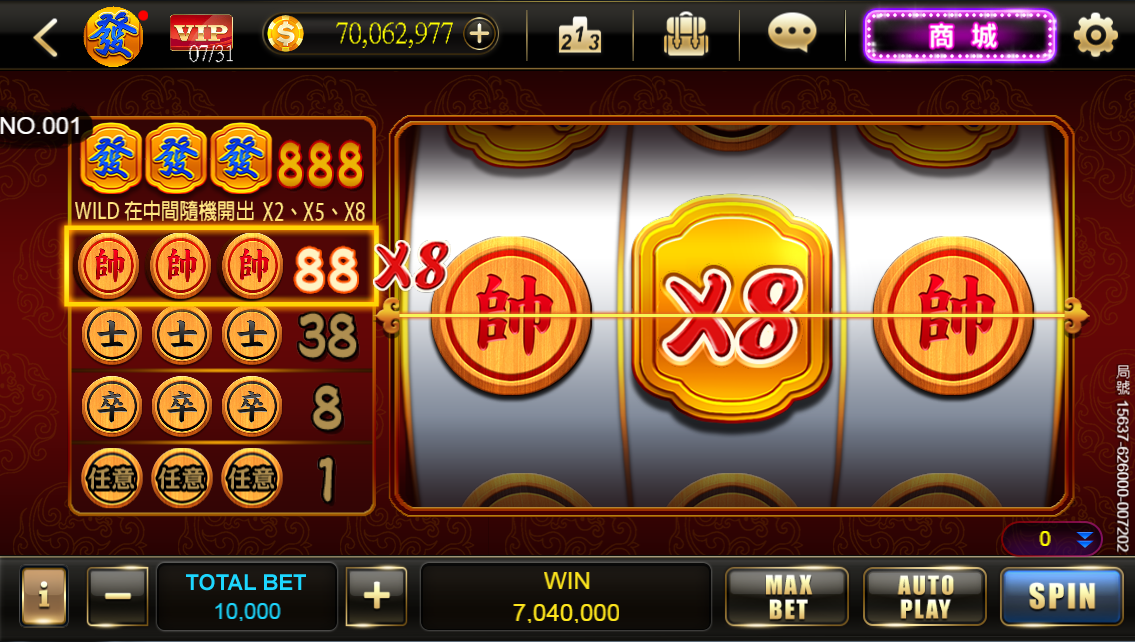 發
VIP
07/31
70,062,977
213
商城
NO.001
發 發 發 888
WILD 在中間隨機開出 X2、X5、X8
帥 帥 帥 88 X8
士 士 士 38
卒 卒 卒 8
任意 任意 任意 1
帥 X8 帥
局號 15637-626000-007202
0
i
TOTAL BET
10,000
WIN
7,040,000
MAX
BET
AUTO
PLAY
SPIN